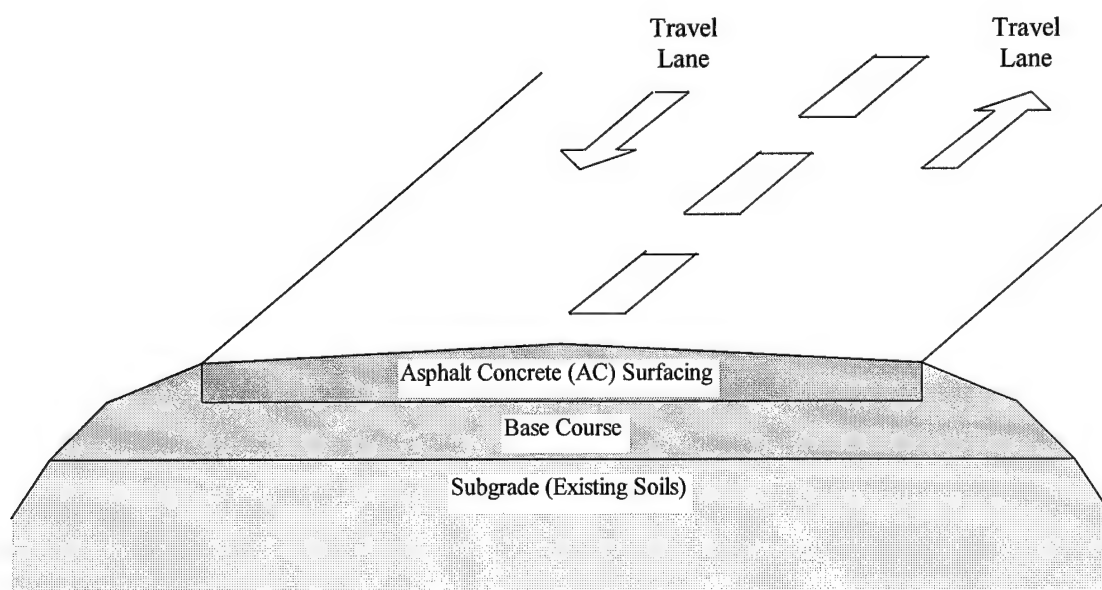 Travel
Lane
Travel
Lane
Asphalt Concrete (AC) Surfacing
Base Course
Subgrade (Existing Soils)